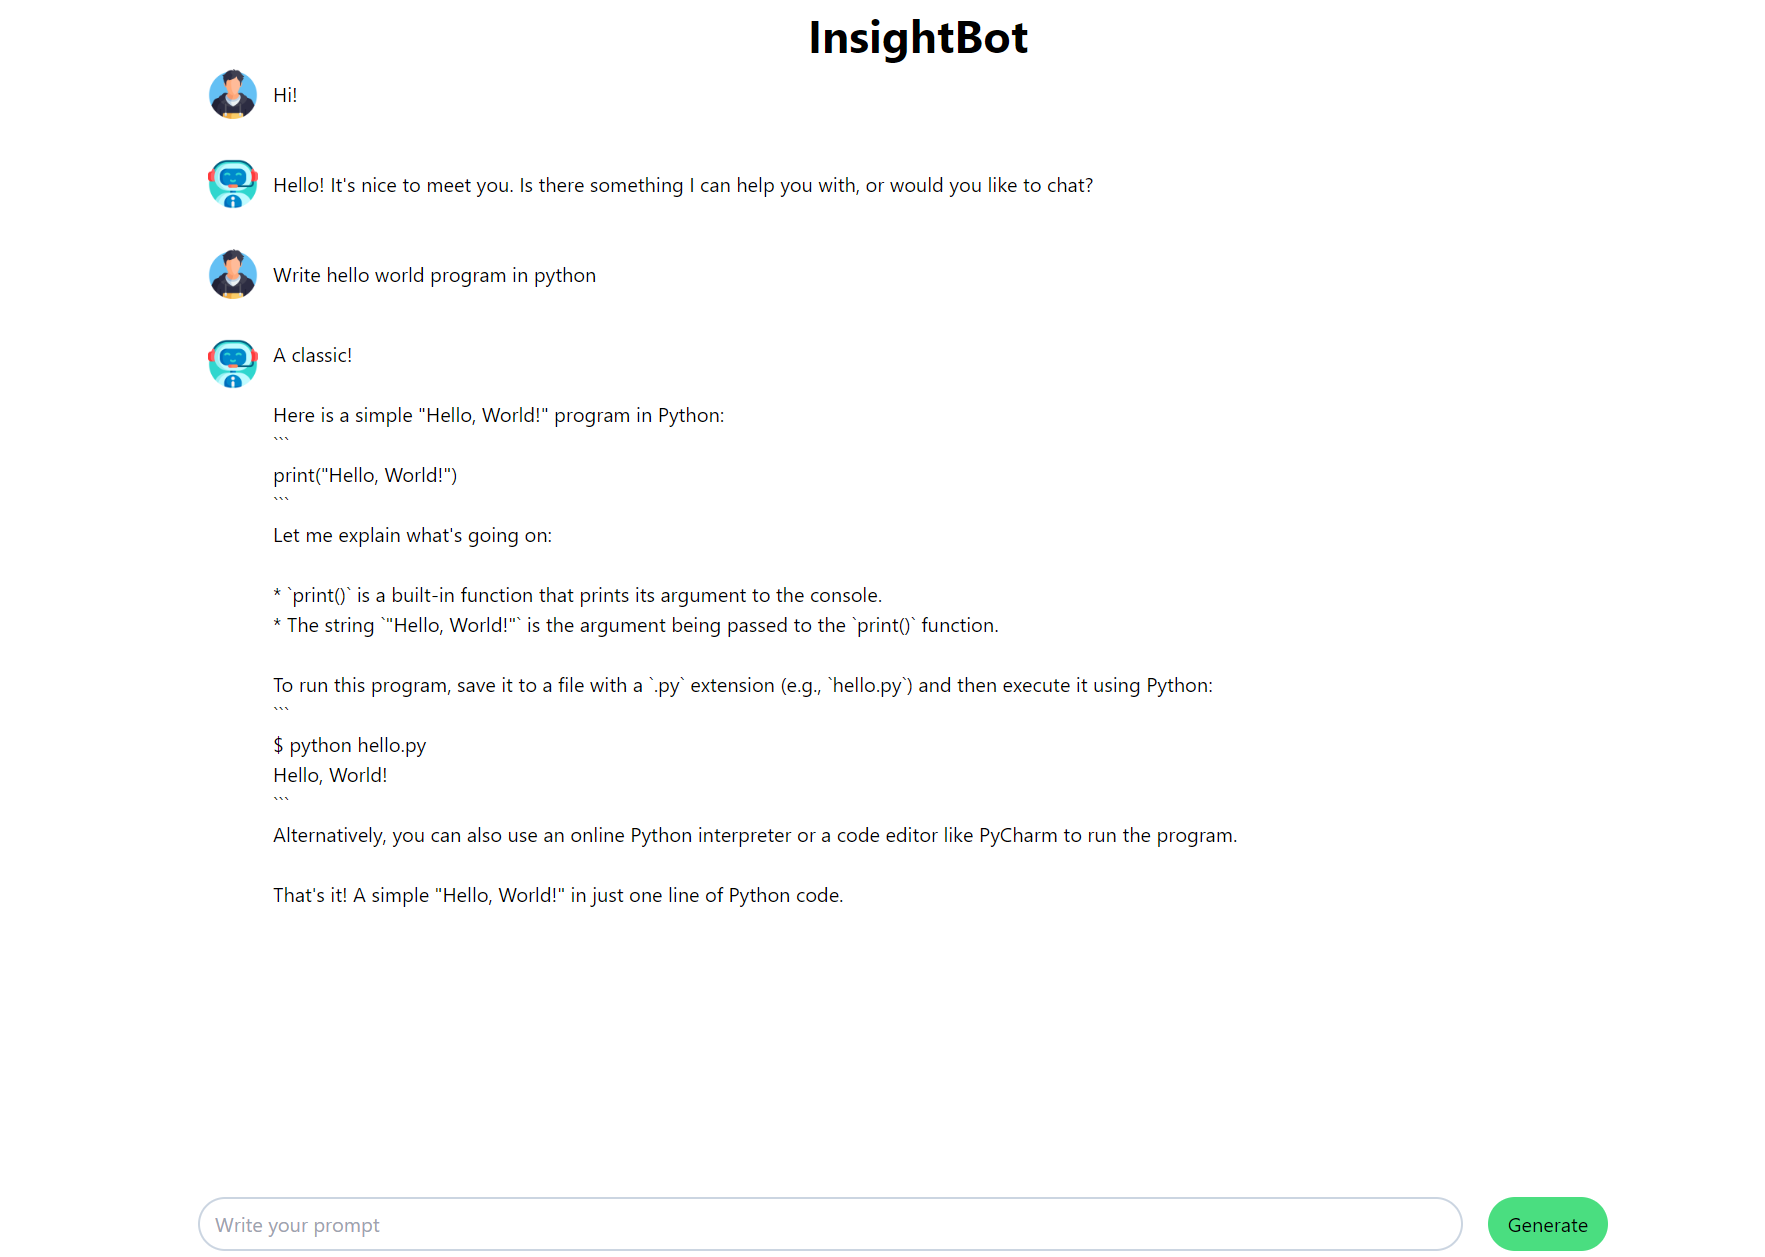 InsightBot
Hi!
Hello! It's nice to meet you. Is there something I can help you with, or would you like to chat?
Write hello world program in python
A classic!
Here is a simple "Hello, World!" program in Python:
```
print("Hello, World!")
```
Let me explain what's going on:
* `print()` is a built-in function that prints its argument to the console.
* The string `"Hello, World!"` is the argument being passed to the `print()` function.
To run this program, save it to a file with a `.py` extension (e.g., `hello.py`) and then execute it using Python:
```
$ python hello.py
Hello, World!
```
Alternatively, you can also use an online Python interpreter or a code editor like PyCharm to run the program.
That's it! A simple "Hello, World!" in just one line of Python code.
Write your prompt
Generate